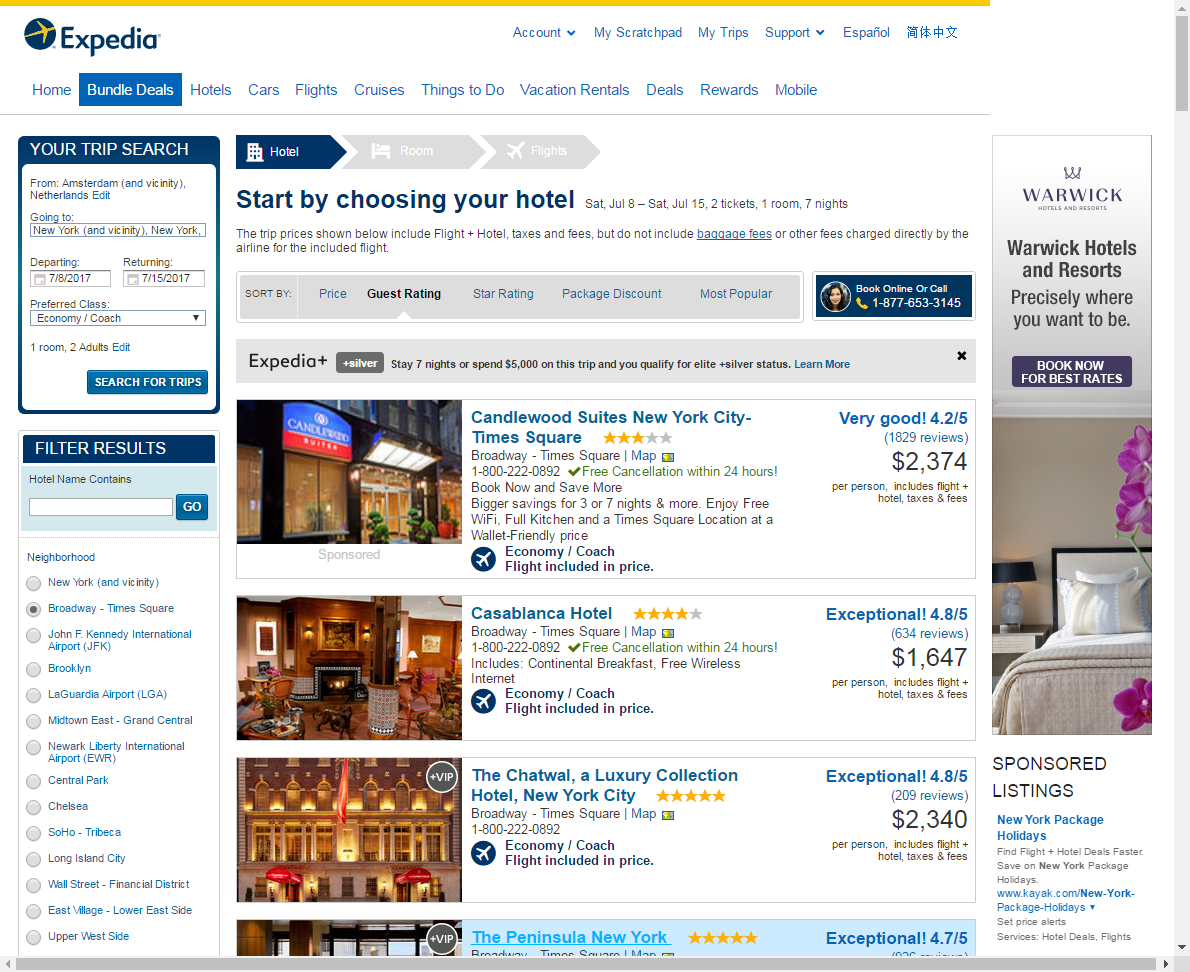 Expedia
Account
My Scratchpad
My Trips
Support
Español
简体中文
Home
Bundle Deals
Hotels
Cars
Flights
Cruises
Things to Do
Vacation Rentals
Deals
Rewards
Mobile
YOUR TRIP SEARCH
From: Amsterdam (and vicinity),
Netherlands Edit
Going to:
New York (and vicinity), New York,
Departing:
Returning:
7/8/2017
7/15/2017
Preferred Class:
Economy / Coach
1 room, 2 Adults Edit
SEARCH FOR TRIPS
FILTER RESULTS
Hotel Name Contains
GO
Neighborhood
New York (and vicinity)
Broadway - Times Square
John F. Kennedy International
Airport (JFK)
Brooklyn
LaGuardia Airport (LGA)
Midtown East - Grand Central
Newark Liberty International
Airport (EWR)
Central Park
Chelsea
SoHo - Tribeca
Long Island City
Wall Street - Financial District
East Village - Lower East Side
Upper West Side
Hotel
Room
Flights
Start by choosing your hotel Sat, Jul 8 – Sat, Jul 15, 2 tickets, 1 room, 7 nights
The trip prices shown below include Flight + Hotel, taxes and fees, but do not include baggage fees or other fees charged directly by the
airline for the included flight.
SORT BY:
Price
Guest Rating
Star Rating
Package Discount
Most Popular
Book Online Or Call
1-877-653-3145
Expedia+ +silver Stay 7 nights or spend $5,000 on this trip and you qualify for elite +silver status. Learn More
CANDLEWOOD
SUITES
Sponsored
Candlewood Suites New York City-
Times Square
Broadway - Times Square | Map
1-800-222-0892 Free Cancellation within 24 hours!
Book Now and Save More
Bigger savings for 3 or 7 nights & more. Enjoy Free
WiFi, Full Kitchen and a Times Square Location at a
Wallet-Friendly price
Economy / Coach
Flight included in price.
Very good! 4.2/5
(1829 reviews)
$2,374
per person, includes flight +
hotel, taxes & fees
Casablanca Hotel
Broadway - Times Square | Map
1-800-222-0892 Free Cancellation within 24 hours!
Includes: Continental Breakfast, Free Wireless
Internet
Economy / Coach
Flight included in price.
Exceptional! 4.8/5
(634 reviews)
$1,647
per person, includes flight +
hotel, taxes & fees
+VIP
The Chatwal, a Luxury Collection
Hotel, New York City
Broadway - Times Square | Map
1-800-222-0892
Economy / Coach
Flight included in price.
Exceptional! 4.8/5
(209 reviews)
$2,340
per person, includes flight +
hotel, taxes & fees
+VIP
The Peninsula New York
Broadway - Times Square | Map
Exceptional! 4.7/5
WARWICK
HOTELS AND RESORTS
Warwick Hotels
and Resorts
Precisely where
you want to be.
BOOK NOW
FOR BEST RATES
SPONSORED
LISTINGS
New York Package
Holidays
Find Flight + Hotel Deals Faster.
Save on New York Package
Holidays.
www.kayak.com/New-York-
Package-Holidays
Set price alerts
Services: Hotel Deals, Flights